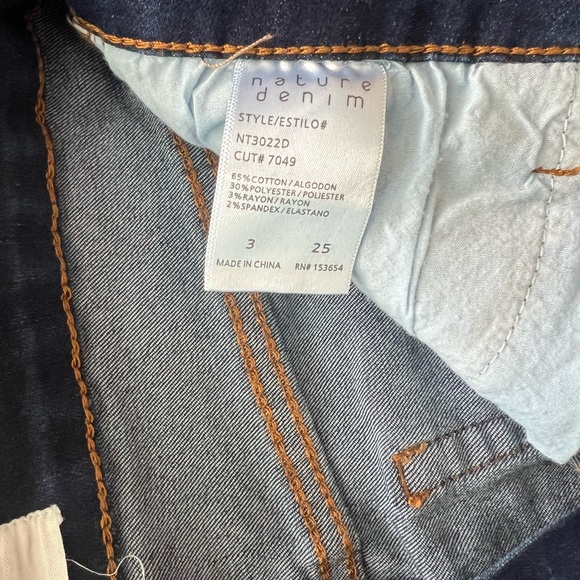 nature
denim
STYLE/ESTILO#
NT3022D
CUT# 7049
65%COTTON/ALGODON
30%POLYESTER/POLIESTER
3%RAYON/RAYON
2%SPANDEX/ELASTANO
3 25
MADE IN CHINA RN# 153654